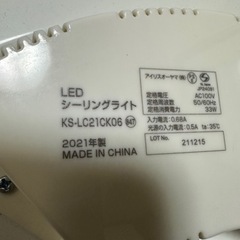 LED
シーリングライト
KS-LC21CK06
2021年製
MADE IN CHINA
アイリスオーヤマ(株)
定格電圧 AC100V
定格周波数 50/60Hz
定格消費電力 33W
入力電流:0.68A
光源の入力電流:0.5A ta:35℃
LOT No.
211215